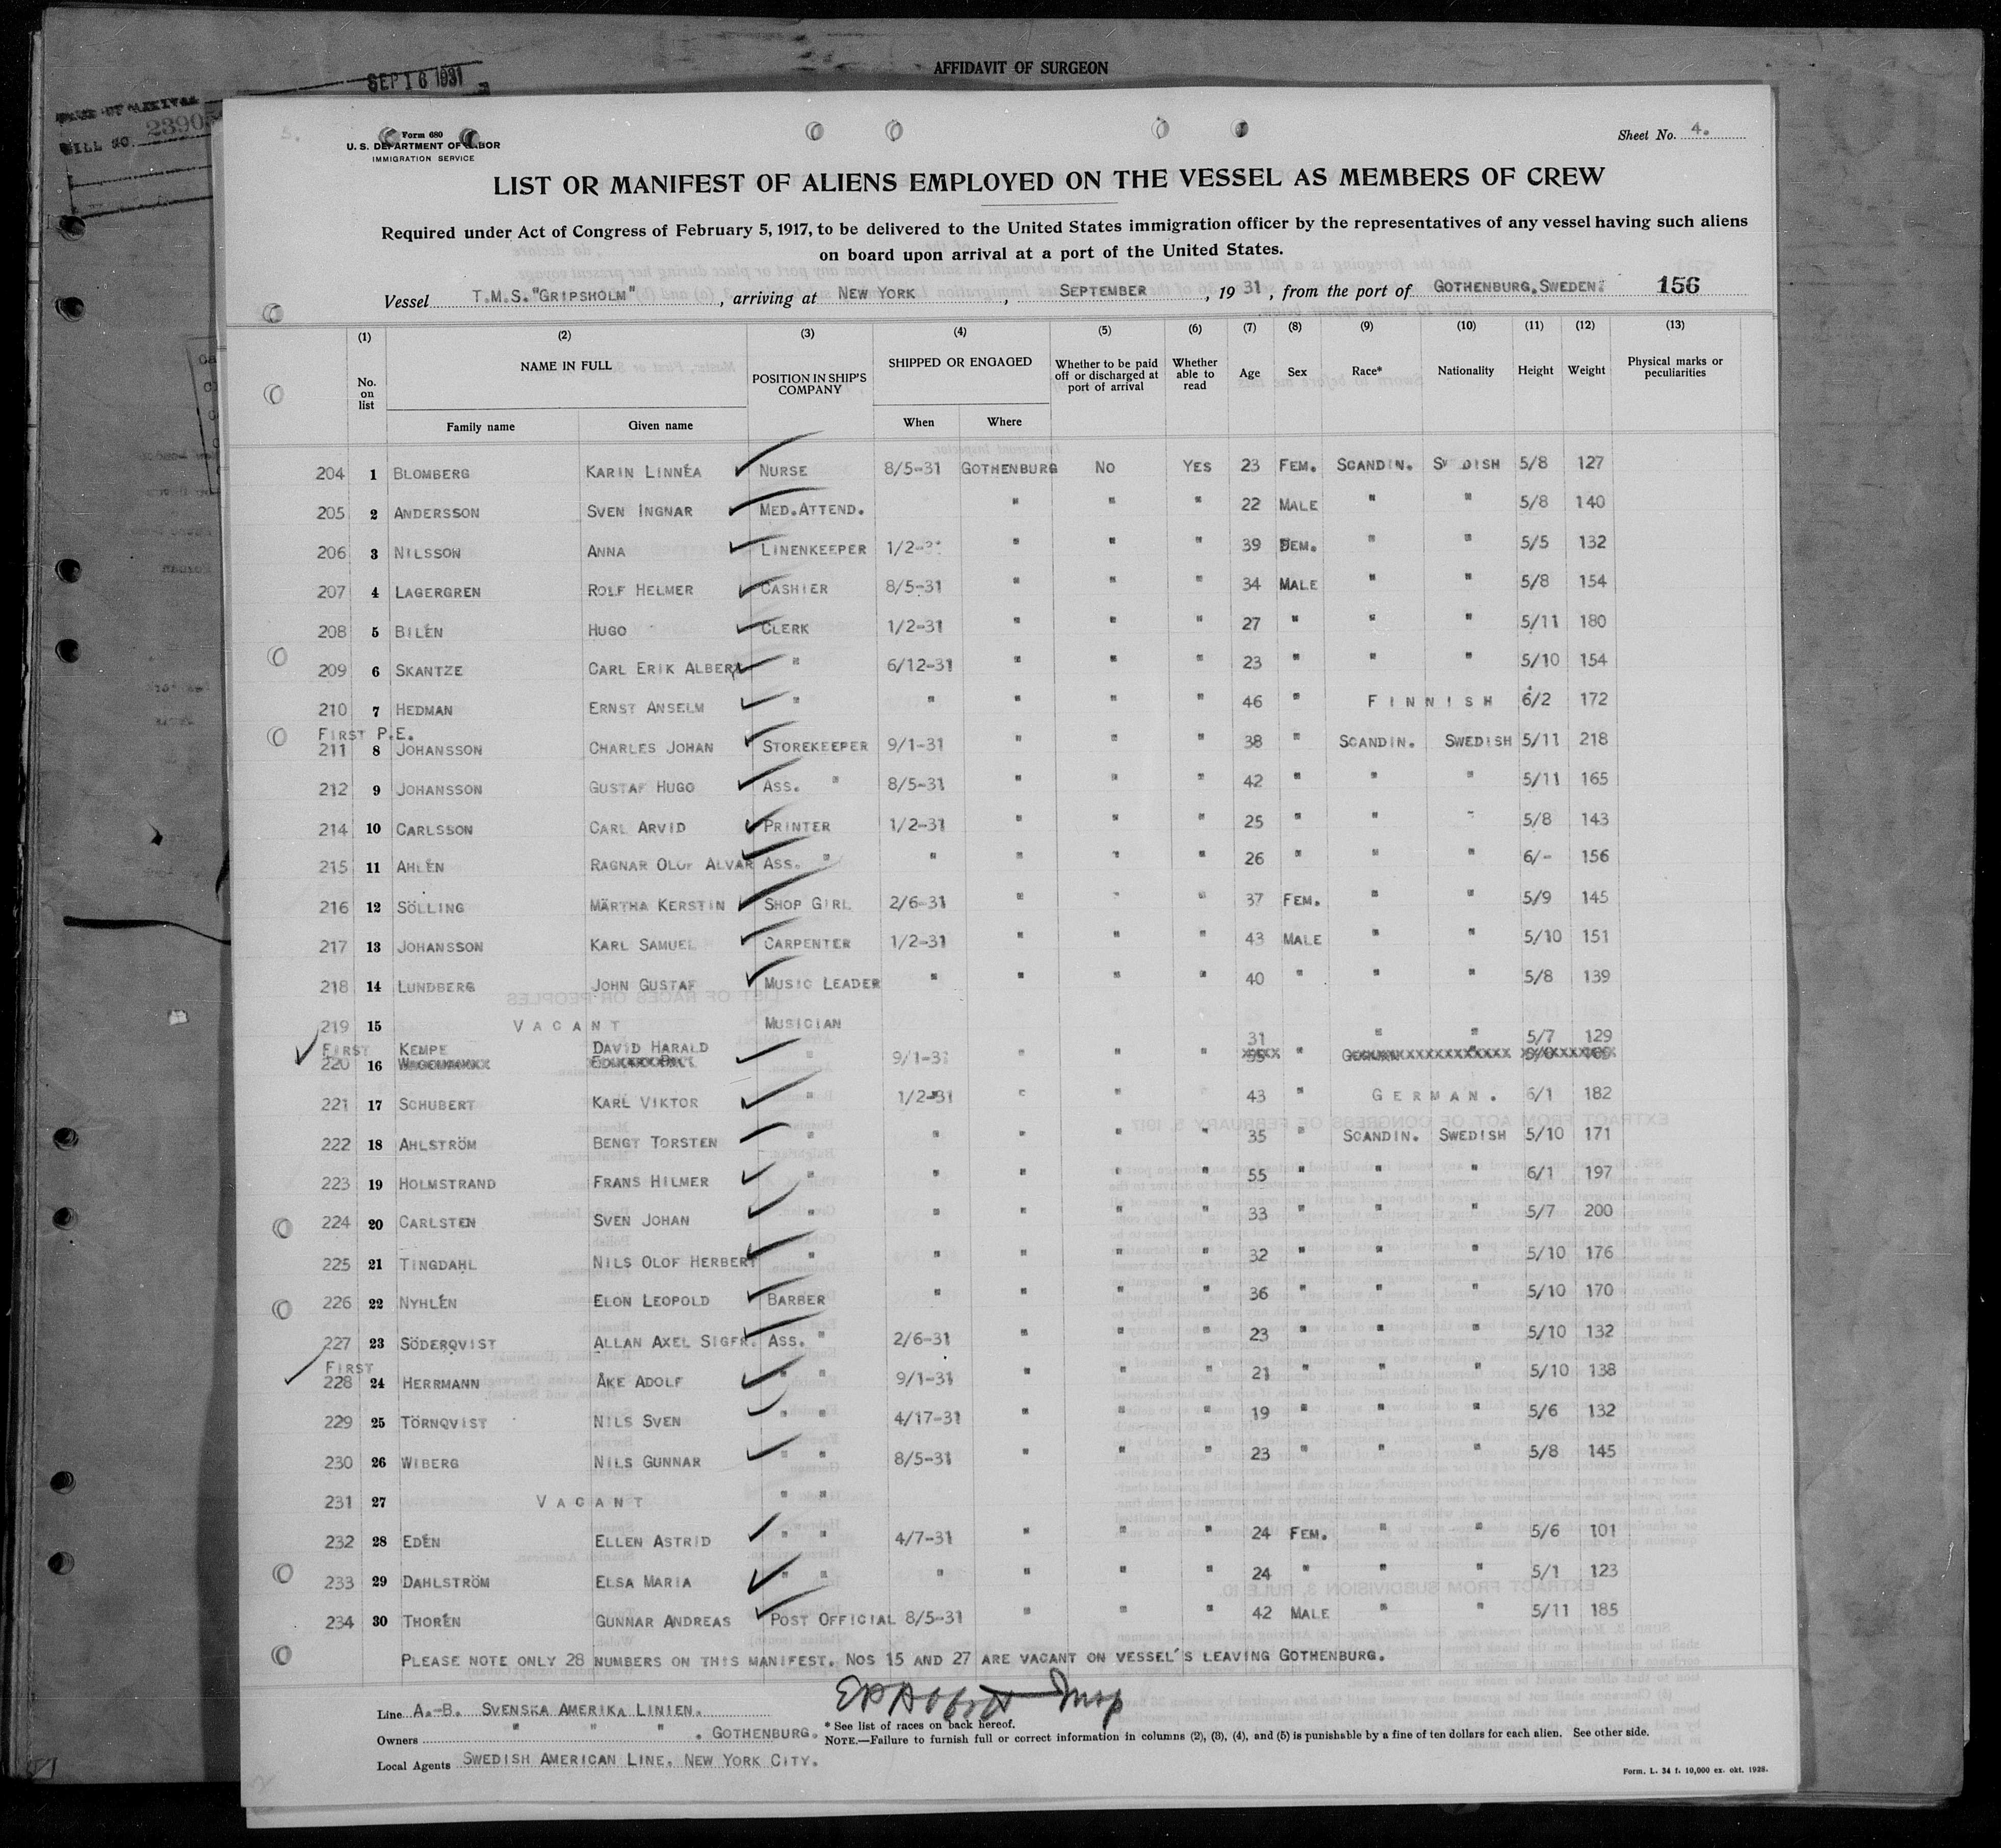 AFFIDAVIT OF SURGEON
SEP 16 1931
BILL NO. 23905
Form 680
U. S. DEPARTMENT OF LABOR
IMMIGRATION SERVICE
Sheet No. 4.
LIST OR MANIFEST OF ALIENS EMPLOYED ON THE VESSEL AS MEMBERS OF CREW
Required under Act of Congress of February 5, 1917, to be delivered to the United States immigration officer by the representatives of any vessel having such aliens
on board upon arrival at a port of the United States.
Vessel T.M.S."GRIPSHOLM", arriving at NEW YORK, SEPTEMBER, 19 31, from the port of GOTHENBURG.SWEDEN. 156
(1) (2) (3) (4) (5) (6) (7) (8) (9) (10) (11) (12) (13)
No. on list NAME IN FULL POSITION IN SHIP'S COMPANY SHIPPED OR ENGAGED Whether to be paid off or discharged at port of arrival Whether able to read Age Sex Race* Nationality Height Weight Physical marks or peculiarities
Family name Given name When Where
204 1 BLOMBERG KARIN LINNÉA NURSE 8/5-31 GOTHENBURG NO YES 23 FEM. SCANDIN. SW DISH 5/8 127
205 2 ANDERSSON SVEN INGNAR MED.ATTEND. " " " 22 MALE " " 5/8 140
206 3 NILSSON ANNA LINENKEEPER 1/2-31 " " " 39 FEM. " " 5/5 132
207 4 LAGERGREN ROLF HELMER CASHIER 8/5-31 " " " 34 MALE " " 5/8 154
208 5 BILÉN HUGO CLERK 1/2-31 " " " 27 " " " 5/11 180
209 6 SKANTZE CARL ERIK ALBERT " 6/12-31 " " " 23 " " " 5/10 154
210 7 HEDMAN ERNST ANSELM " " " " " 46 " F I N N I S H 6/2 172
FIRST P.E.
211 8 JOHANSSON CHARLES JOHAN STOREKEEPER 9/1-31 " " " 38 " SCANDIN. SWEDISH 5/11 218
212 9 JOHANSSON GUSTAF HUGO ASS. " 8/5-31 " " " 42 " " " 5/11 165
214 10 CARLSSON CARL ARVID PRINTER 1/2-31 " " " 25 " " " 5/8 143
215 11 AHLÉN RAGNAR OLOF ALVAR ASS. " " " " " 26 " " " 6/- 156
216 12 SÖLLING MÄRTHA KERSTIN SHOP GIRL 2/6-31 " " " 37 FEM. " " 5/9 145
217 13 JOHANSSON KARL SAMUEL CARPENTER 1/2-31 " " " 43 MALE " " 5/10 151
218 14 LUNDBERG JOHN GUSTAF MUSIC LEADER " " " " 40 " " " 5/8 139
219 15 V A C A N T MUSICIAN
FIRST KEMPE DAVID HARALD 31 " " 5/7 129
220 16 " 9/1-31 " " " "
221 17 SCHUBERT KARL VIKTOR " 1/2-31 " " " 43 " G E R M A N . 6/1 182
222 18 AHLSTRÖM BENGT TORSTEN " " " " " 35 " SCANDIN. SWEDISH 5/10 171
223 19 HOLMSTRAND FRANS HILMER " " " " " 55 " " " 6/1 197
224 20 CARLSTEN SVEN JOHAN " " " " " 33 " " " 5/7 200
225 21 TINGDAHL NILS OLOF HERBERT " " " " " 32 " " " 5/10 176
226 22 NYHLÉN ELON LEOPOLD BARBER " " " " 36 " " " 5/10 170
227 23 SÖDERQVIST ALLAN AXEL SIGFR. ASS. " 2/6-31 " " " 23 " " " 5/10 132
FIRST
228 24 HERRMANN ÅKE ADOLF " " 9/1-31 " " " 21 " " " 5/10 138
229 25 TÖRNQVIST NILS SVEN " " 4/17-31 " " " 19 " " " 5/6 132
230 26 WIBERG NILS GUNNAR " " 8/5-31 " " " 23 " " " 5/8 145
231 27 V A C A N T " "
232 28 EDÉN ELLEN ASTRID " " 4/7-31 " " " 24 FEM. " " 5/6 101
233 29 DAHLSTRÖM ELSA MARIA " " " " " " 24 " " " 5/1 123
234 30 THORÉN GUNNAR ANDREAS POST OFFICIAL 8/5-31 " " " 42 MALE " " 5/11 185
PLEASE NOTE ONLY 28 NUMBERS ON THIS MANIFEST. NOS 15 AND 27 ARE VACANT ON VESSEL'S LEAVING GOTHENBURG.
Line A.-B. SVENSKA AMERIKA LINIEN.
Owners " " " . GOTHENBURG.
Local Agents SWEDISH AMERICAN LINE. NEW YORK CITY.
* See list of races on back hereof.
NOTE.—Failure to furnish full or correct information in columns (2), (3), (4), and (5) is punishable by a fine of ten dollars for each alien. See other side.
Form. L. 34 f. 10,000 ex. okt. 1928.